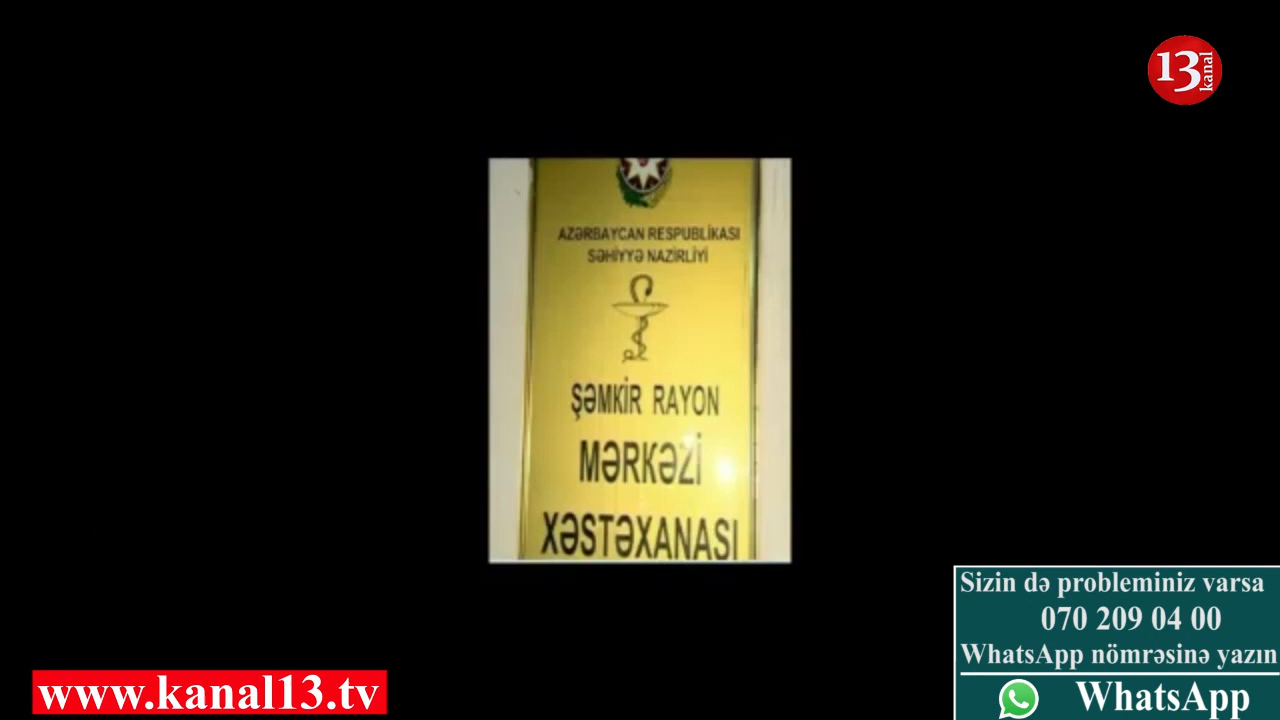 13 kanal
AZƏRBAYCAN RESPUBLİKASI
SƏHİYYƏ NAZİRLİYİ
ŞƏMKİR RAYON
MƏRKƏZİ
XƏSTƏXANASI
Sizin də probleminiz varsa
070 209 04 00
WhatsApp nömrəsinə yazın
WhatsApp
www.kanal13.tv